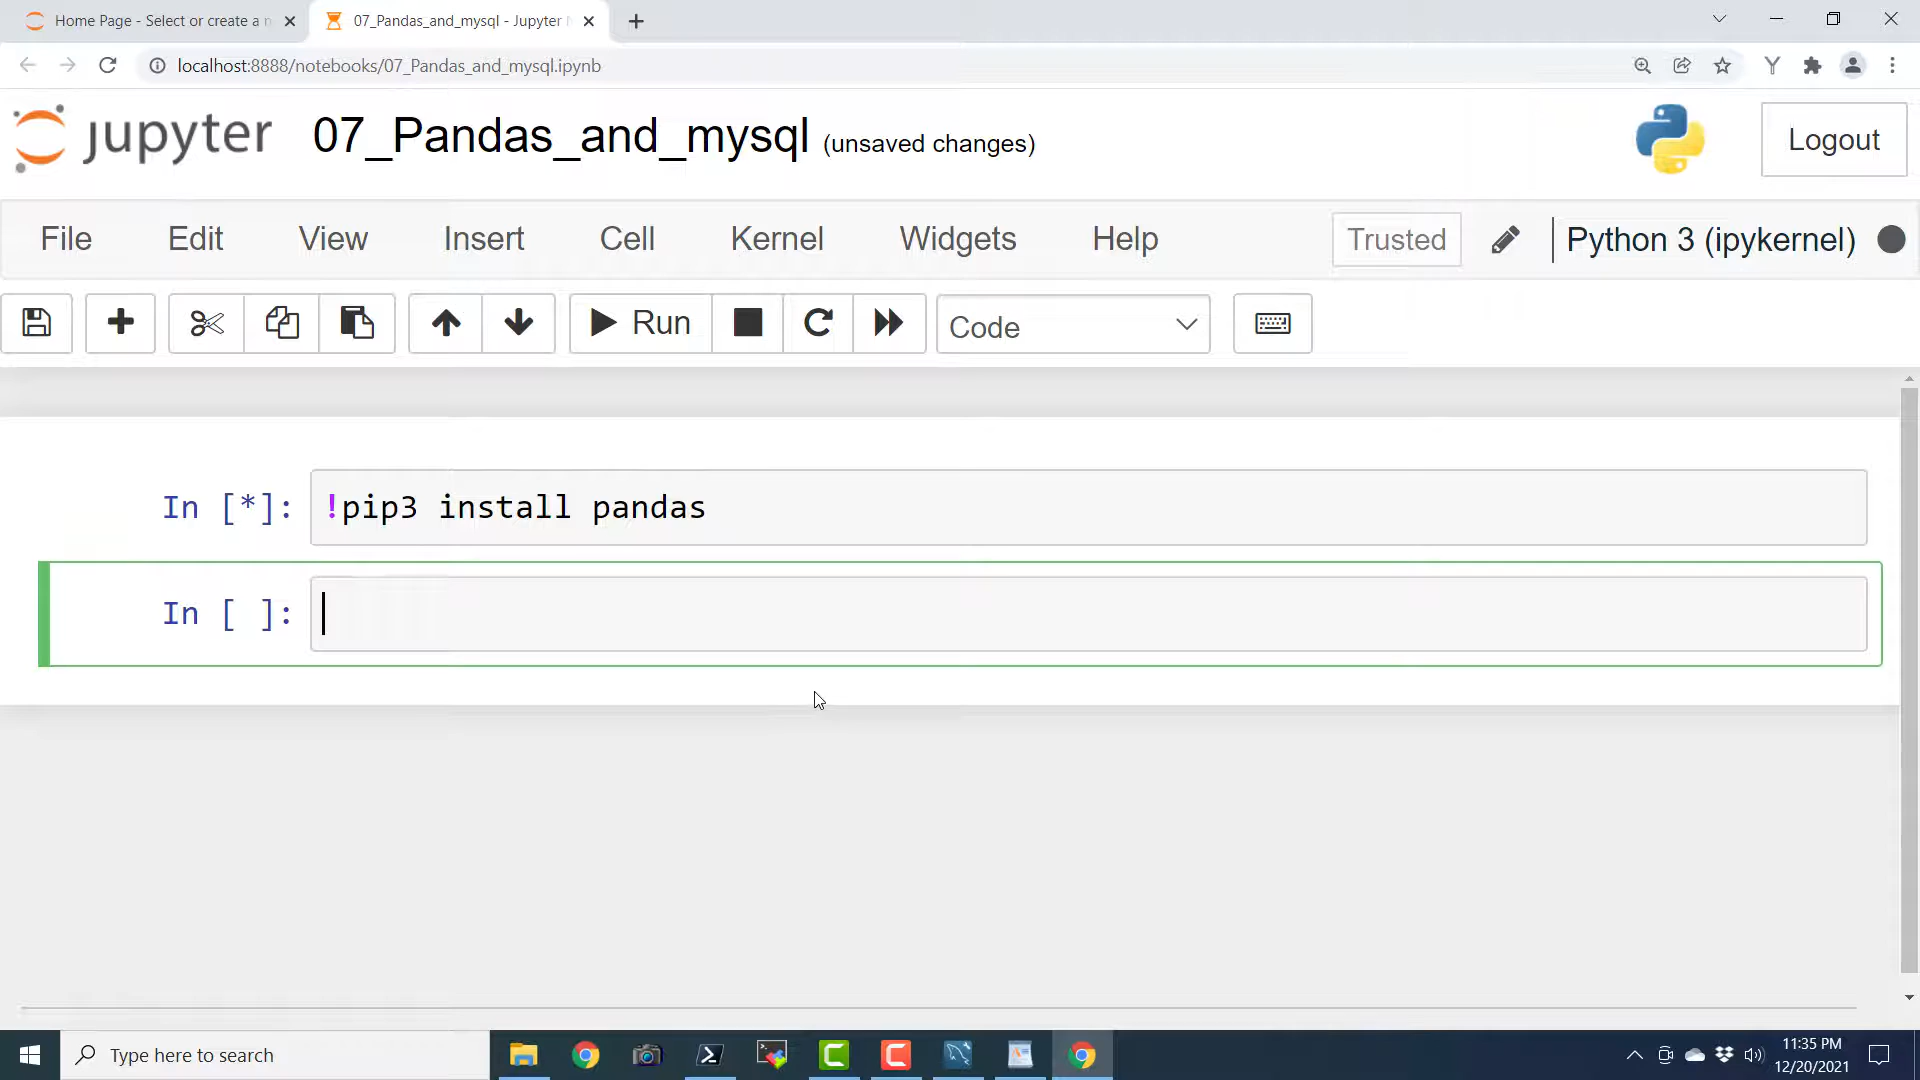 Home Page - Select or create a n
07_Pandas_and_mysql - Jupyter N
localhost:8888/notebooks/07_Pandas_and_mysql.ipynb
jupyter 07_Pandas_and_mysql (unsaved changes)
Logout
File Edit View Insert Cell Kernel Widgets Help Trusted Python 3 (ipykernel)
Run Code
In [*]: !pip3 install pandas
In [ ]:
Type here to search
11:35 PM
12/20/2021